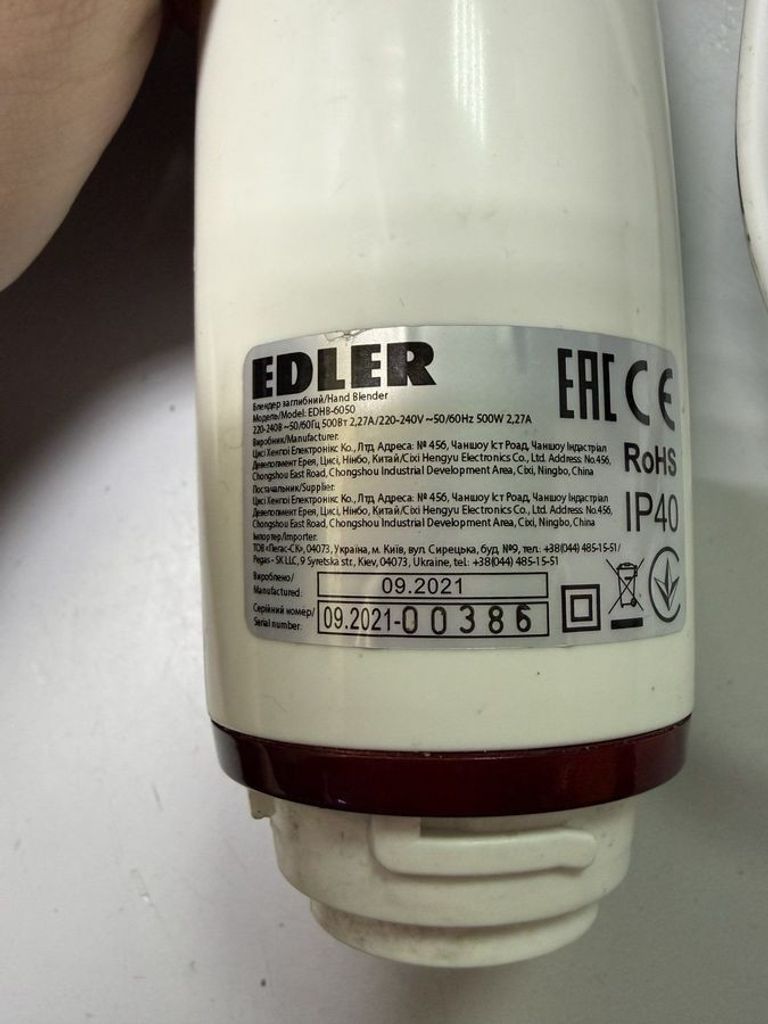 EDLER
Блендер заглибний/Hand Blender
Модель/Model: EDHB-6050
220-240В ~50/60Гц 500Вт 2,27А/220-240V ~50/60Hz 500W 2,27A
Виробник/Manufacturer:
Цисі Хенгюї Електронікс Ко., Лтд. Адреса: № 456, Чаншоу Іст Роад, Чаншоу Індастріал
Девелопмент Ерея, Цисі, Нінбо, Китай/Cixi Hengyu Electronics Co., Ltd. Address: No.456,
Chongshou East Road, Chongshou Industrial Development Area, Cixi, Ningbo, China
Постачальник/Supplier:
Цисі Хенгюї Електронікс Ко., Лтд. Адреса: № 456, Чаншоу Іст Роад, Чаншоу Індастріал
Девелопмент Ерея, Цисі, Нінбо, Китай/Cixi Hengyu Electronics Co., Ltd. Address: No.456,
Chongshou East Road, Chongshou Industrial Development Area, Cixi, Ningbo, China
Імпортер/Importer:
ТОВ «Пегас-СК», 04073, Україна, м. Київ, вул. Сирецька, буд. №9, тел.: +38(044) 485-15-51/
Pegas - SK LLC, 9 Syretska str., Kiev, 04073, Ukraine, tel.: +38(044) 485-15-51
Вироблено/
Manufactured:
09.2021
Серійний номер/
Serial number:
09.2021-00386
EAC CE
RoHS
IP40